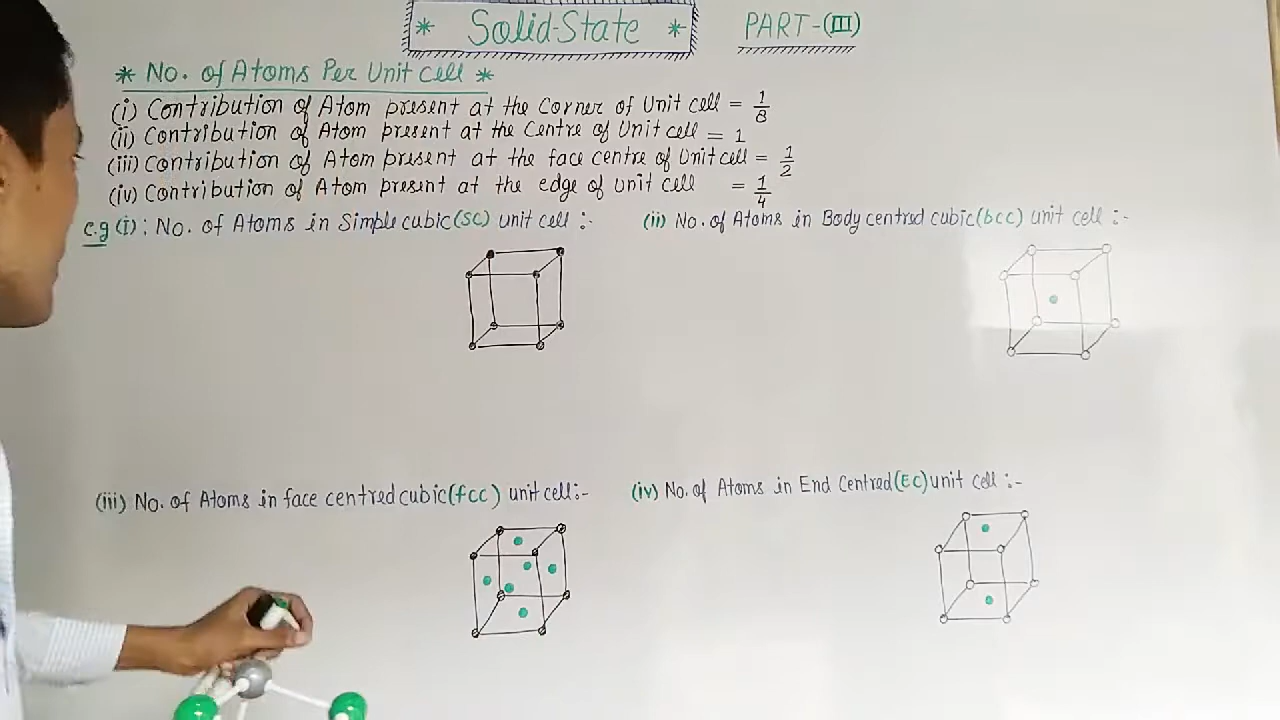 * Solid-State * PART-(III)
* No. of Atoms Per Unit cell *
(i) Contribution of Atom present at the Corner of Unit cell = 1/8
(ii) Contribution of Atom present at the Centre of Unit cell = 1
(iii) Contribution of Atom present at the face centre of Unit cell = 1/2
(iv) Contribution of Atom present at the edge of unit cell = 1/4
e.g (i): No. of Atoms in Simple cubic (SC) unit cell :-
(ii) No. of Atoms in Body centred cubic (bcc) unit cell :-
(iii) No. of Atoms in face centred cubic (fcc) unit cell:-
(iv) No. of Atoms in End Centred (EC) unit cell :-